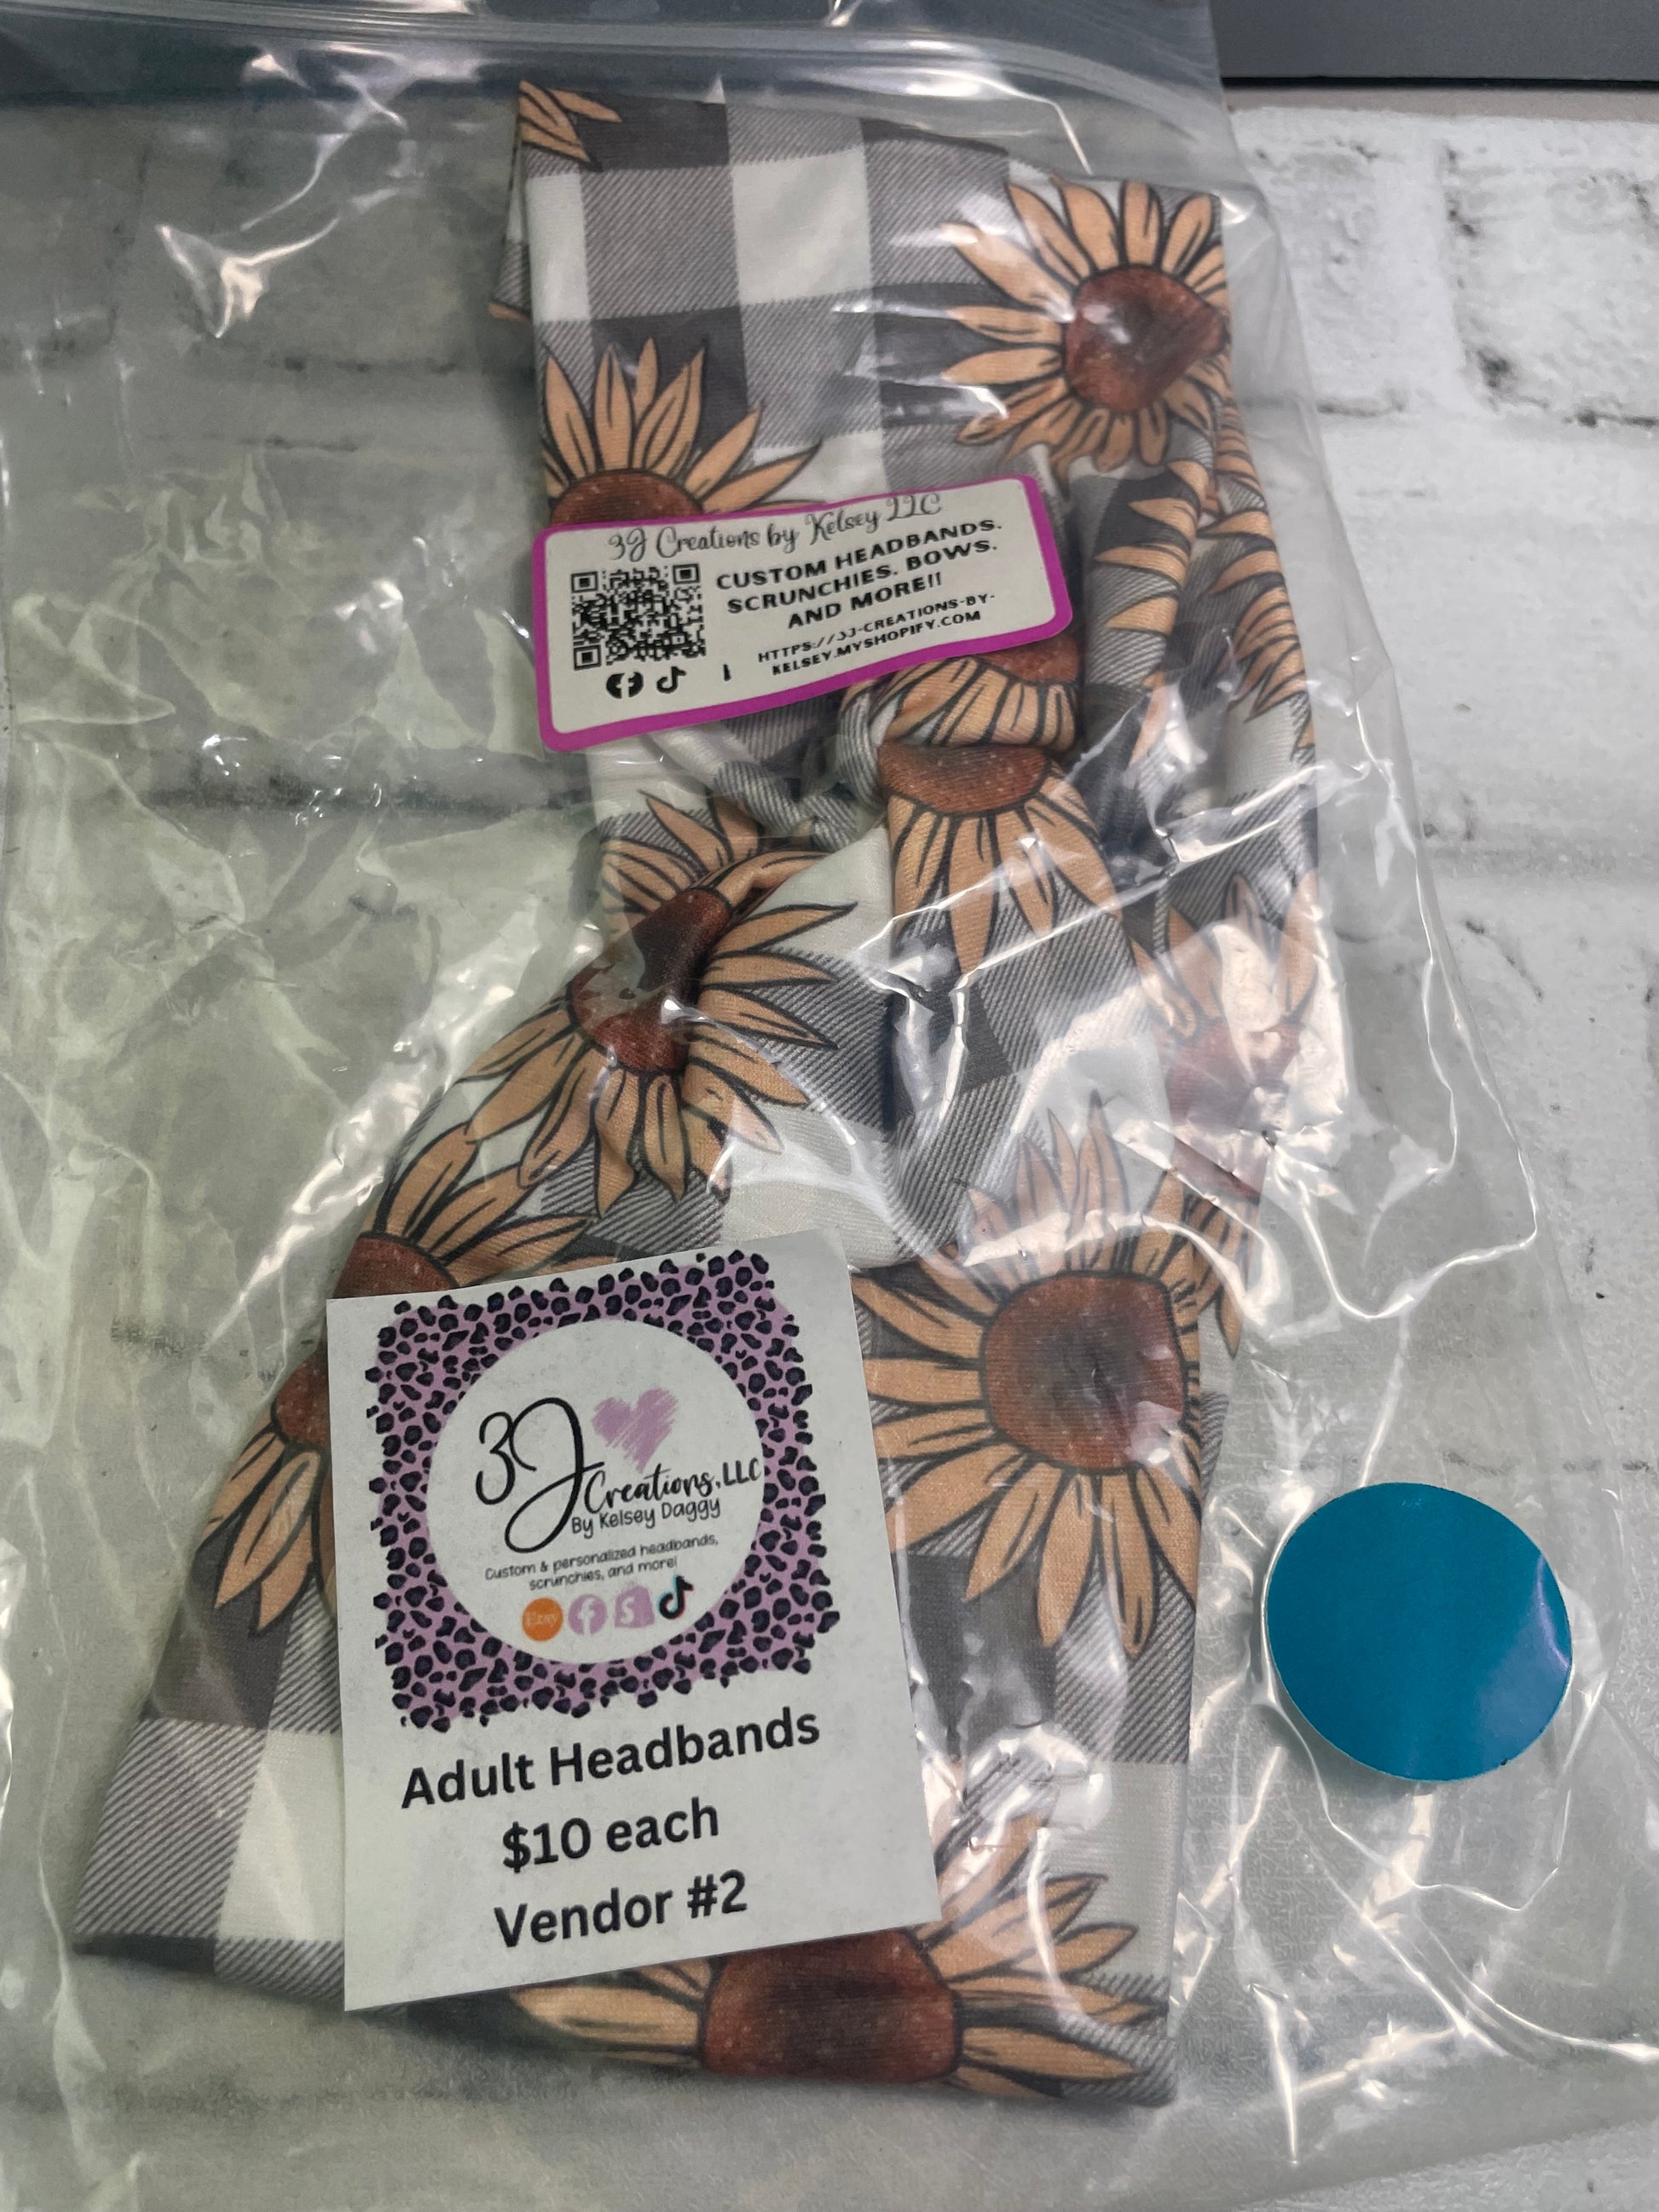 3J Creations by Kelsey LLC
CUSTOM HEADBANDS.
SCRUNCHIES. BOWS.
AND MORE!!
HTTPS://3J-CREATIONS-BY-
KELSEY.MYSHOPIFY.COM
3J
Creations, LLC
By Kelsey Daggy
Custom & personalized headbands,
scrunchies, and more!
Etsy
Adult Headbands
$10 each
Vendor #2